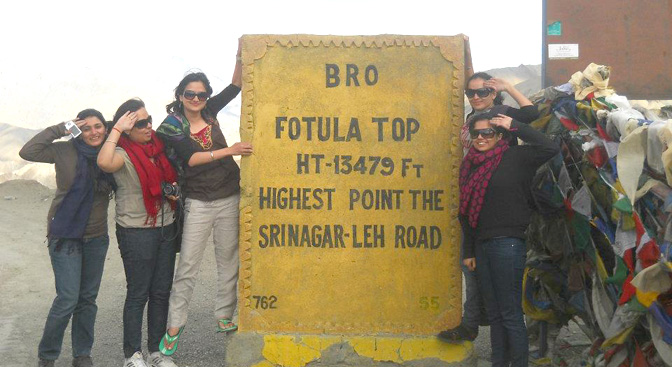 BRO
FOTULA TOP
HT-13479 FT
HIGHEST POINT THE
SRINAGAR-LEH ROAD
762 55